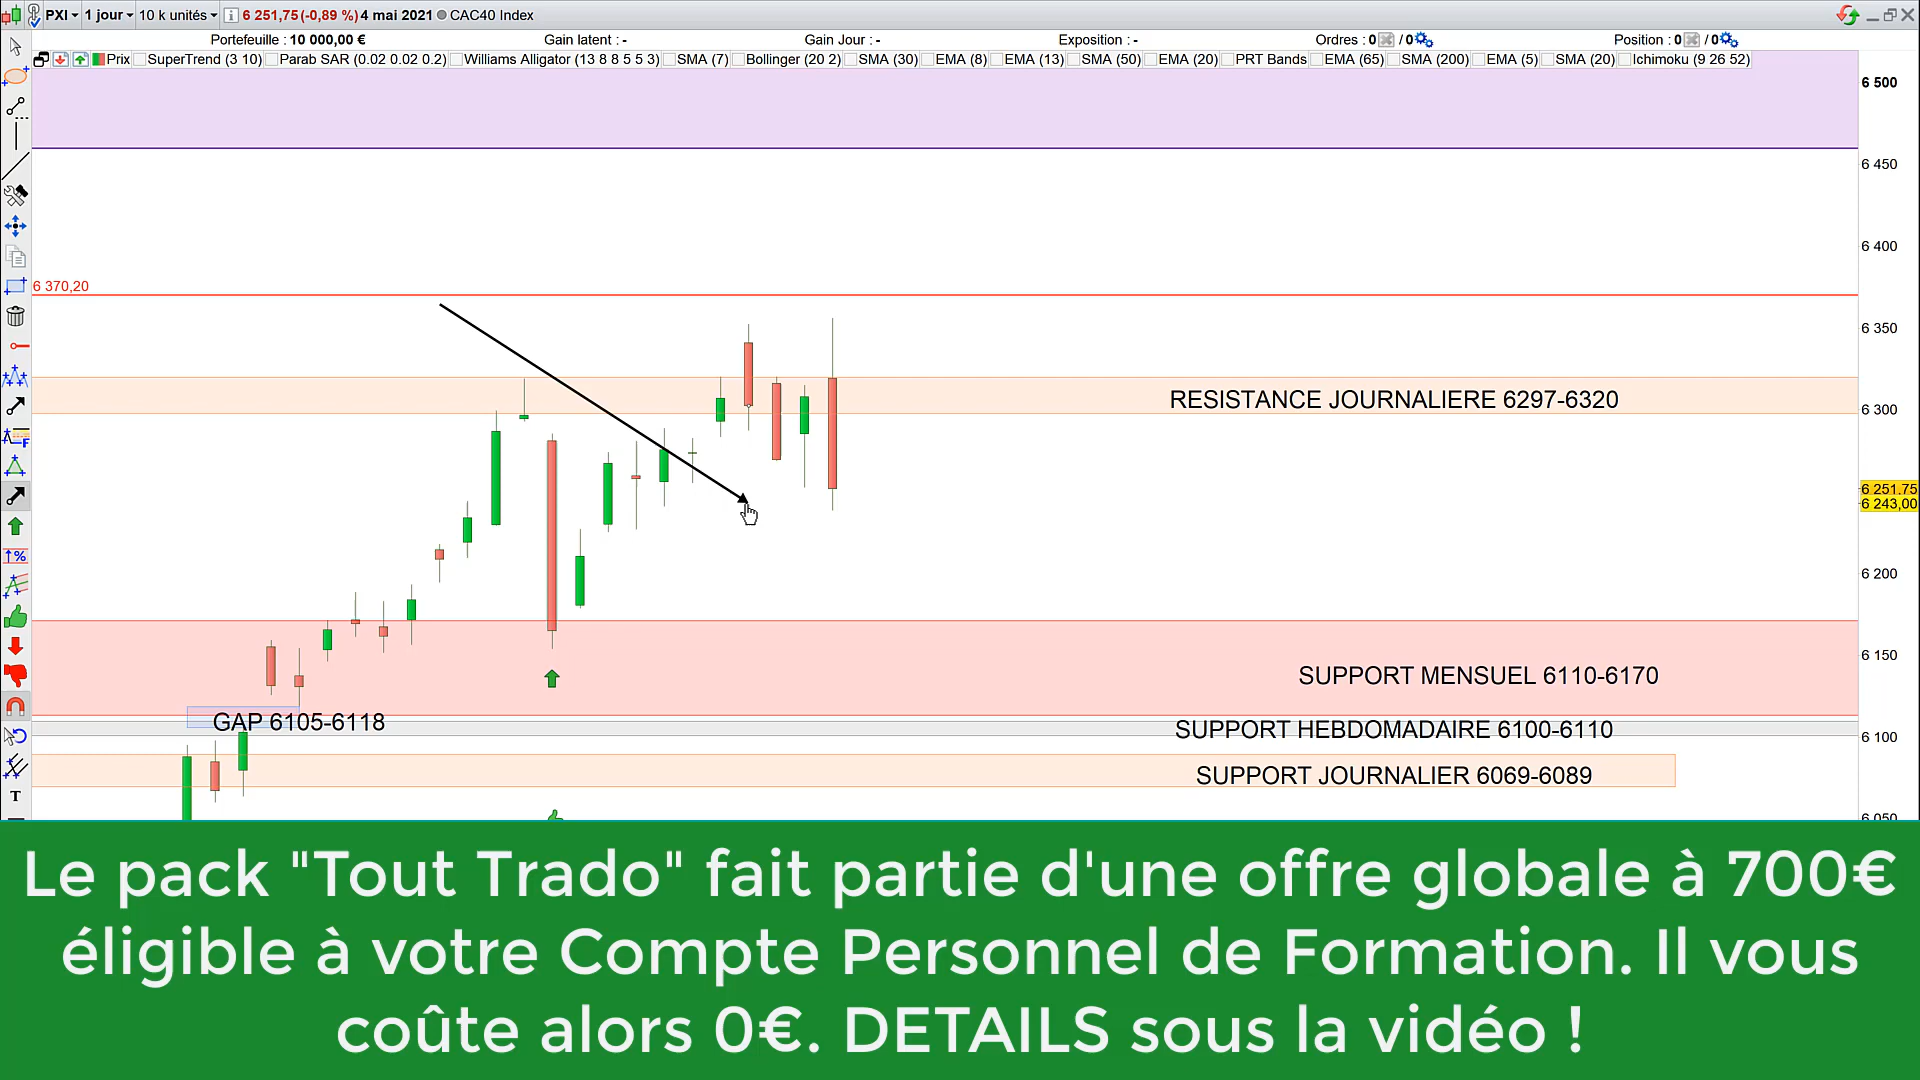 PXI 1 jour 10 k unités 6 251,75 (-0,89 %) 4 mai 2021 CAC40 Index
Portefeuille : 10 000,00 € Gain latent : - Gain Jour : - Exposition : - Ordres : 0 / 0 Position : 0 / 0
Prix SuperTrend (3 10) Parab SAR (0.02 0.02 0.2) Williams Alligator (13 8 8 5 5 3) SMA (7) Bollinger (20 2) SMA (30) EMA (8) EMA (13) SMA (50) EMA (20) PRT Bands EMA (65) SMA (200) EMA (5) SMA (20) Ichimoku (9 26 52)
6 500
6 450
6 400
6 370,20
6 350
RESISTANCE JOURNALIERE 6297-6320
6 300
6 251,75
6 243,00
6 200
6 150
SUPPORT MENSUEL 6110-6170
GAP 6105-6118
SUPPORT HEBDOMADAIRE 6100-6110
6 100
SUPPORT JOURNALIER 6069-6089
6 050
Le pack "Tout Trado" fait partie d'une offre globale à 700€
éligible à votre Compte Personnel de Formation. Il vous
coûte alors 0€. DETAILS sous la vidéo !